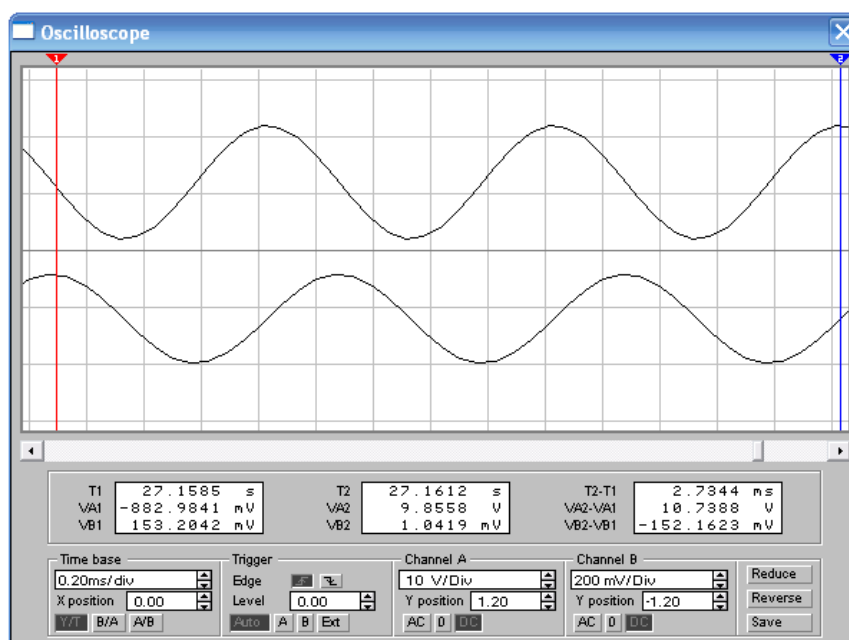 Oscilloscope
1 2
T1 27.1585 s T2 27.1612 s T2-T1 2.7344 ms
VA1 -882.9841 mV VA2 9.8558 V VA2-VA1 10.7388 V
VB1 153.2042 mV VB2 1.0419 mV VB2-VB1 -152.1623 mV
Time base Trigger Channel A Channel B
0.20ms/div Edge 10 V/Div 200 mV/Div Reduce
X position 0.00 Level 0.00 Y position 1.20 Y position -1.20 Reverse
Y/T B/A A/B Auto A B Ext AC 0 DC AC 0 DC Save